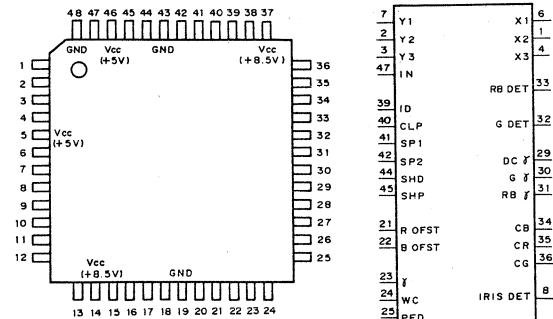 48 47 46 45 44 43 42 41 40 39 38 37
GND Vcc (+5V) GND Vcc (+8.5V)
1
2
3
4
5 Vcc (+5V)
6
7
8
9
10
11
12
36
35
34
33
32
31
30
29
28
27
26
25
Vcc (+8.5V) GND
13 14 15 16 17 18 19 20 21 22 23 24
7 Y1
2 Y2
3 Y3
47 IN
39 ID
40 CLP
41 SP1
42 SP2
44 SHD
45 SHP
21 R OFST
22 B OFST
23 γ
24 WC
25 PED
X1 6
X2 1
X3 4
RB DET 33
G DET 32
DC γ 29
G γ 30
RB γ 31
CB 34
CR 35
CG 36
IRIS DET 8